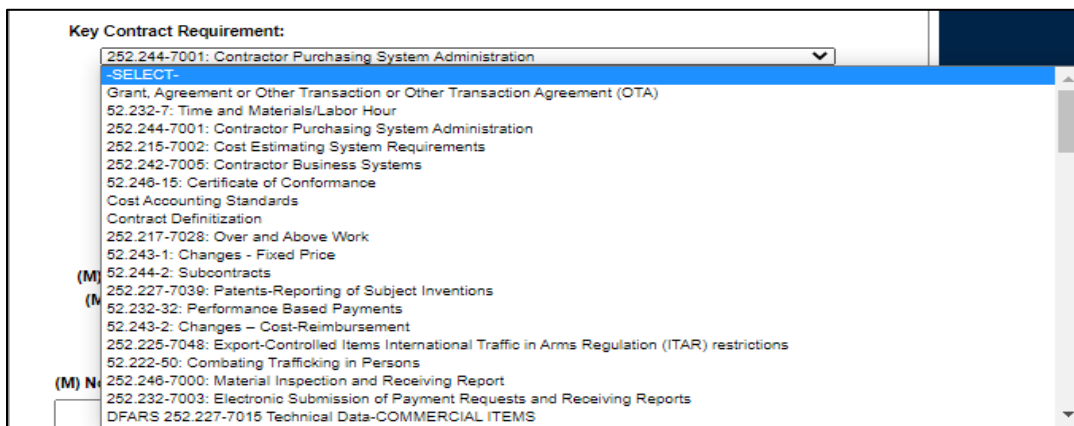 Key Contract Requirement:
252.244-7001: Contractor Purchasing System Administration
-SELECT-
Grant, Agreement or Other Transaction or Other Transaction Agreement (OTA)
52.232-7: Time and Materials/Labor Hour
252.244-7001: Contractor Purchasing System Administration
252.215-7002: Cost Estimating System Requirements
252.242-7005: Contractor Business Systems
52.246-15: Certificate of Conformance
Cost Accounting Standards
Contract Definitization
252.217-7028: Over and Above Work
52.243-1: Changes - Fixed Price
(M)
52.244-2: Subcontracts
252.227-7039: Patents-Reporting of Subject Inventions
(M
52.232-32: Performance Based Payments
52.243-2: Changes – Cost-Reimbursement
252.225-7048: Export-Controlled Items International Traffic in Arms Regulation (ITAR) restrictions
52.222-50: Combating Trafficking in Persons
(M) N
252.246-7000: Material Inspection and Receiving Report
252.232-7003: Electronic Submission of Payment Requests and Receiving Reports
DFARS 252.227-7015 Technical Data-COMMERCIAL ITEMS